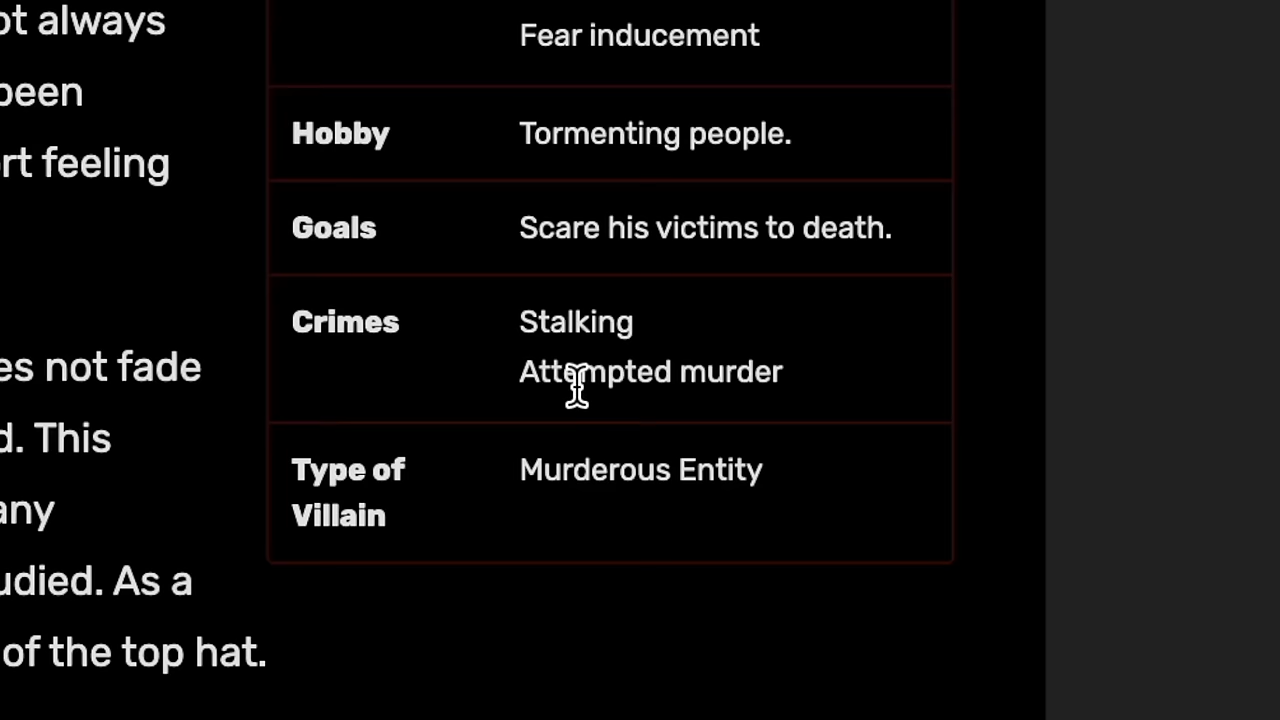 ot always
been
rt feeling
es not fade
d. This
any
udied. As a
of the top hat.
Fear inducement
Hobby Tormenting people.
Goals Scare his victims to death.
Crimes Stalking
Attempted murder
Type of Murderous Entity
Villain